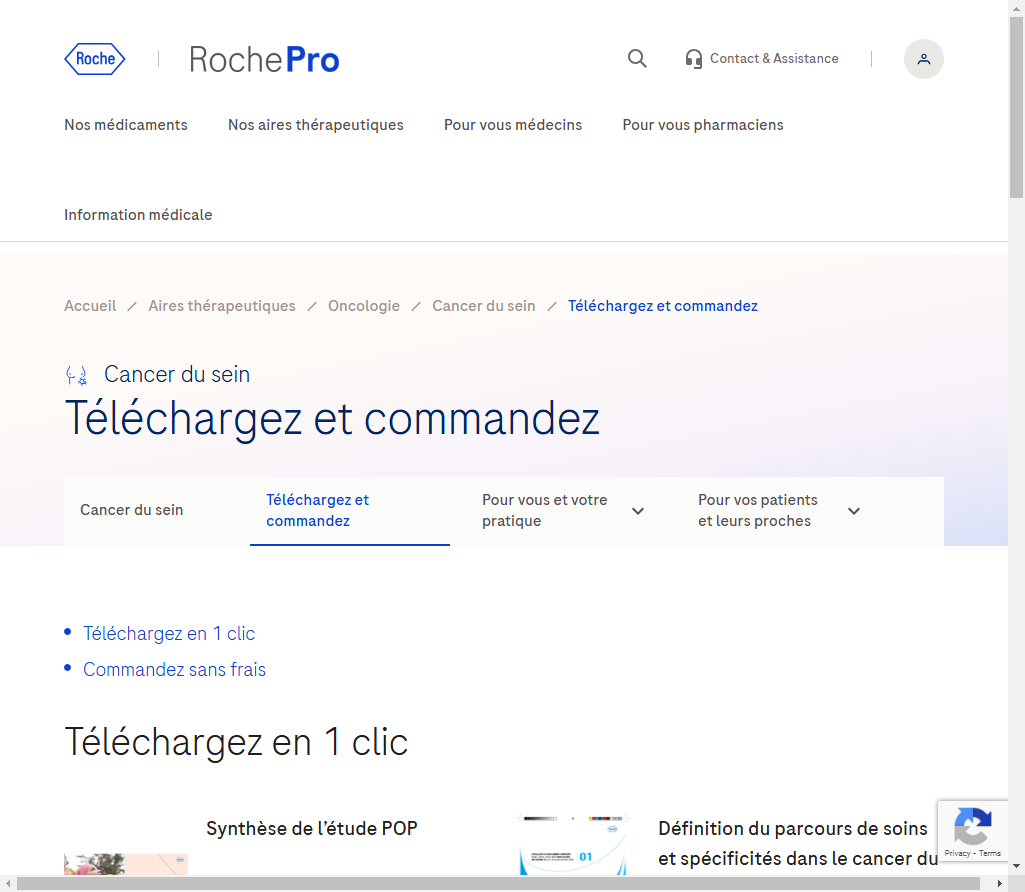 Roche
RochePro
Contact & Assistance
Nos médicaments
Nos aires thérapeutiques
Pour vous médecins
Pour vous pharmaciens
Information médicale
Accueil / Aires thérapeutiques / Oncologie / Cancer du sein / Téléchargez et commandez
Cancer du sein
Téléchargez et commandez
Cancer du sein
Téléchargez et
commandez
Pour vous et votre
pratique
Pour vos patients
et leurs proches
Téléchargez en 1 clic
Commandez sans frais
Téléchargez en 1 clic
Synthèse de l’étude POP
01
Définition du parcours de soins
et spécificités dans le cancer du
Privacy - Terms